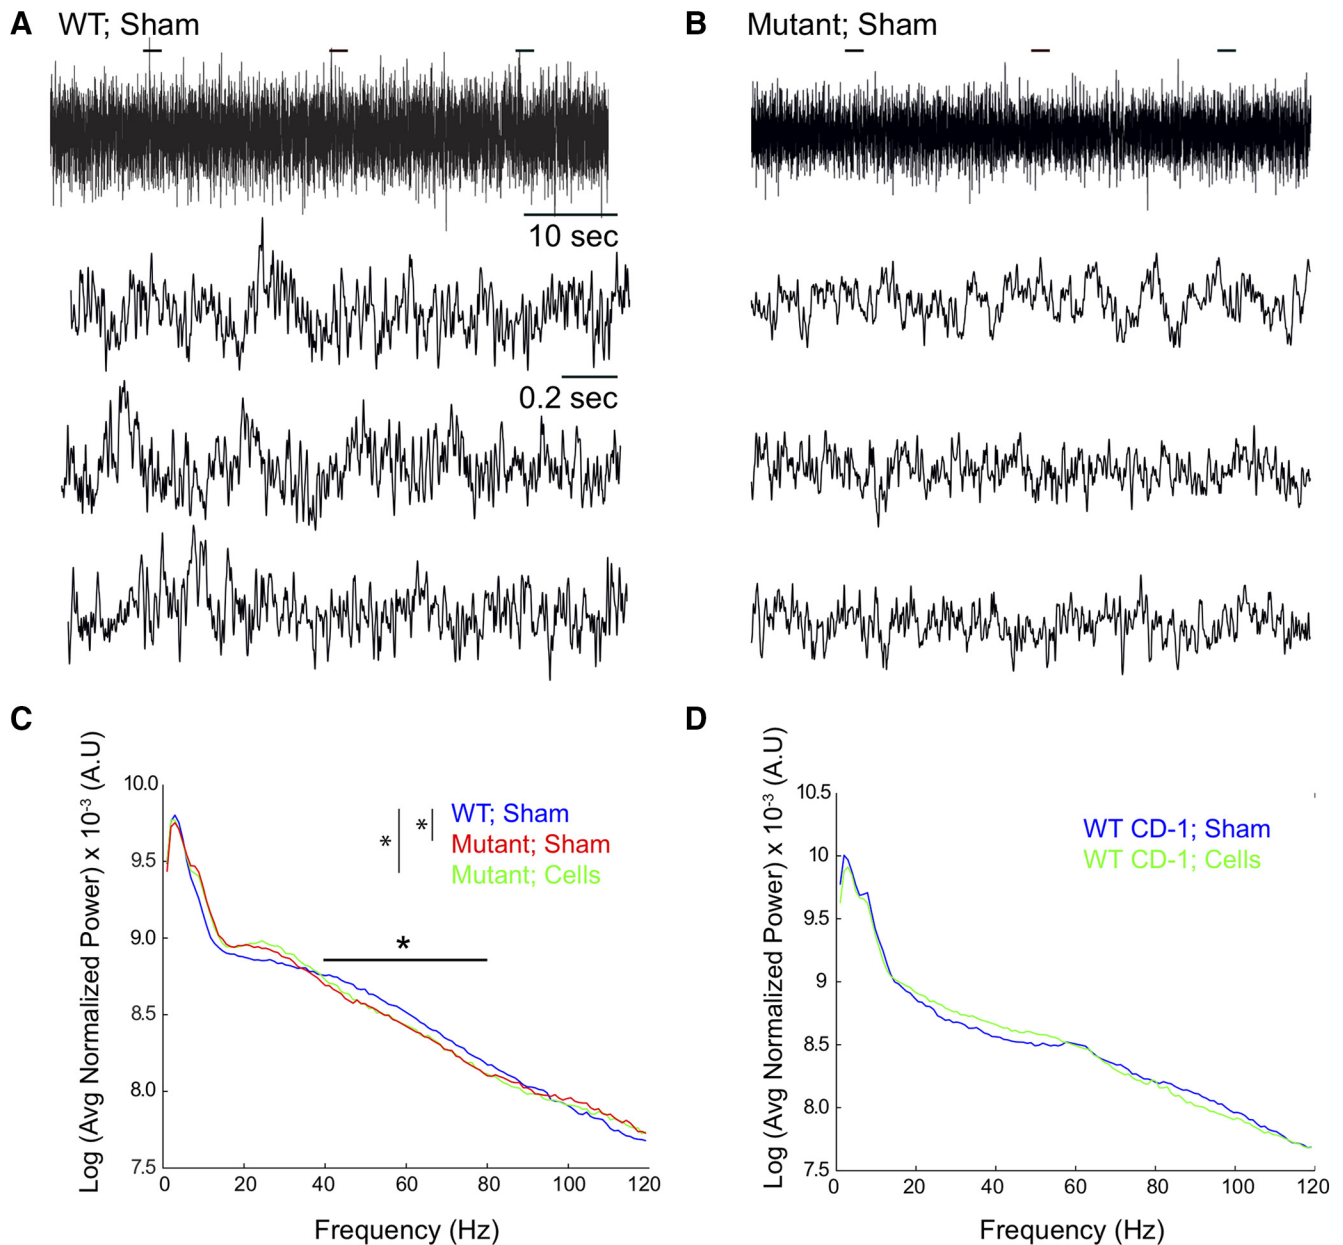 A WT; Sham
B Mutant; Sham
10 sec
0.2 sec
C
Log (Avg Normalized Power) x 10-3 (A.U)
10.0
9.5
9.0
8.5
8.0
7.5
0 20 40 60 80 100 120
Frequency (Hz)
* *
WT; Sham
Mutant; Sham
Mutant; Cells
*
D
Log (Avg Normalized Power) x 10-3 (A.U)
10.5
10
9.5
9
8.5
8.0
7.5
0 20 40 60 80 100 120
Frequency (Hz)
WT CD-1; Sham
WT CD-1; Cells